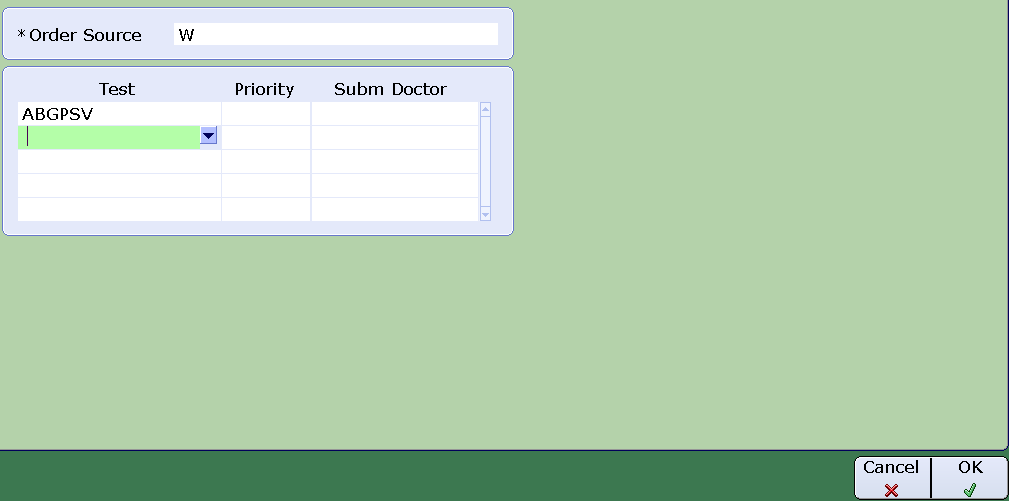 *Order Source W
Test Priority Subm Doctor
ABGPSV
Cancel OK